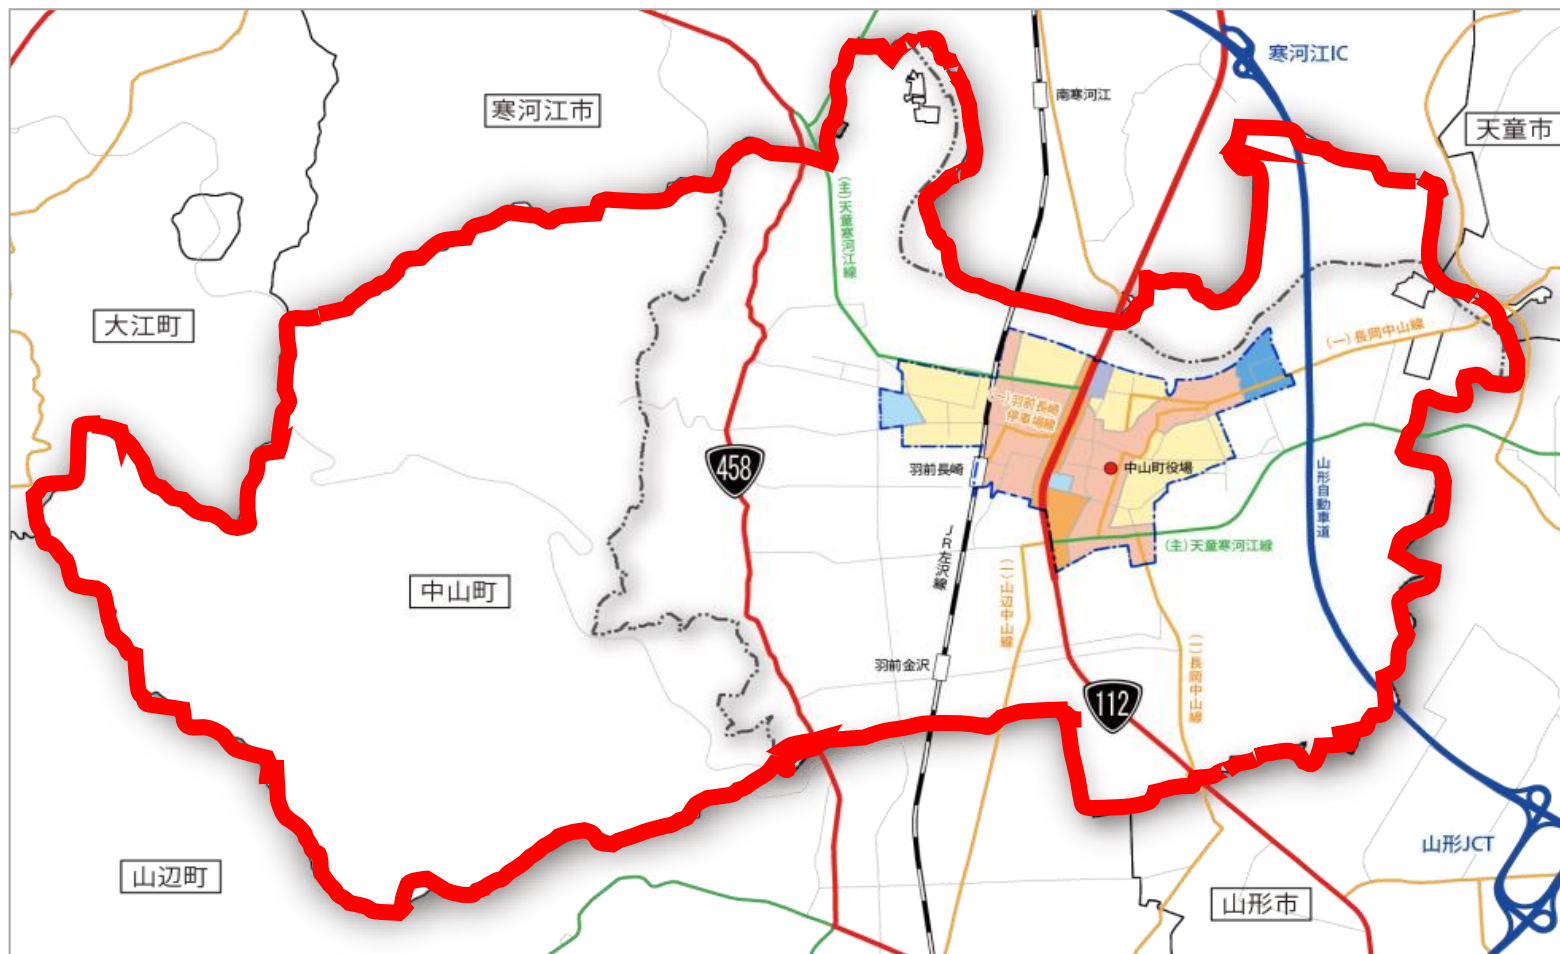 寒河江IC
南寒河江
寒河江市
天童市
(主)天童寒河江線
大江町
(一)長岡中山線
(一)羽前長崎
停車場線
458
羽前長崎
中山町役場
山形自動車道
JR左沢線
(主)天童寒河江線
中山町
(一)山辺中山線
羽前金沢
(一)長岡中山線
112
山形JCT
山辺町
山形市